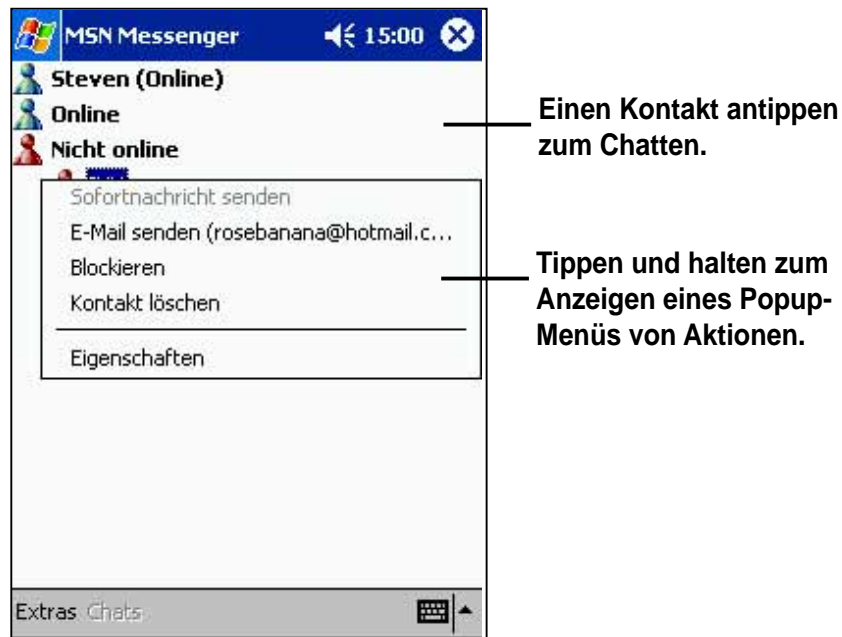 MSN Messenger 15:00
Steven (Online)
Online
Nicht online
Sofortnachricht senden
E-Mail senden (rosebanana@hotmail.c...
Blockieren
Kontakt löschen
Eigenschaften
Extras Chats
Einen Kontakt antippen
zum Chatten.
Tippen und halten zum
Anzeigen eines Popup-
Menüs von Aktionen.